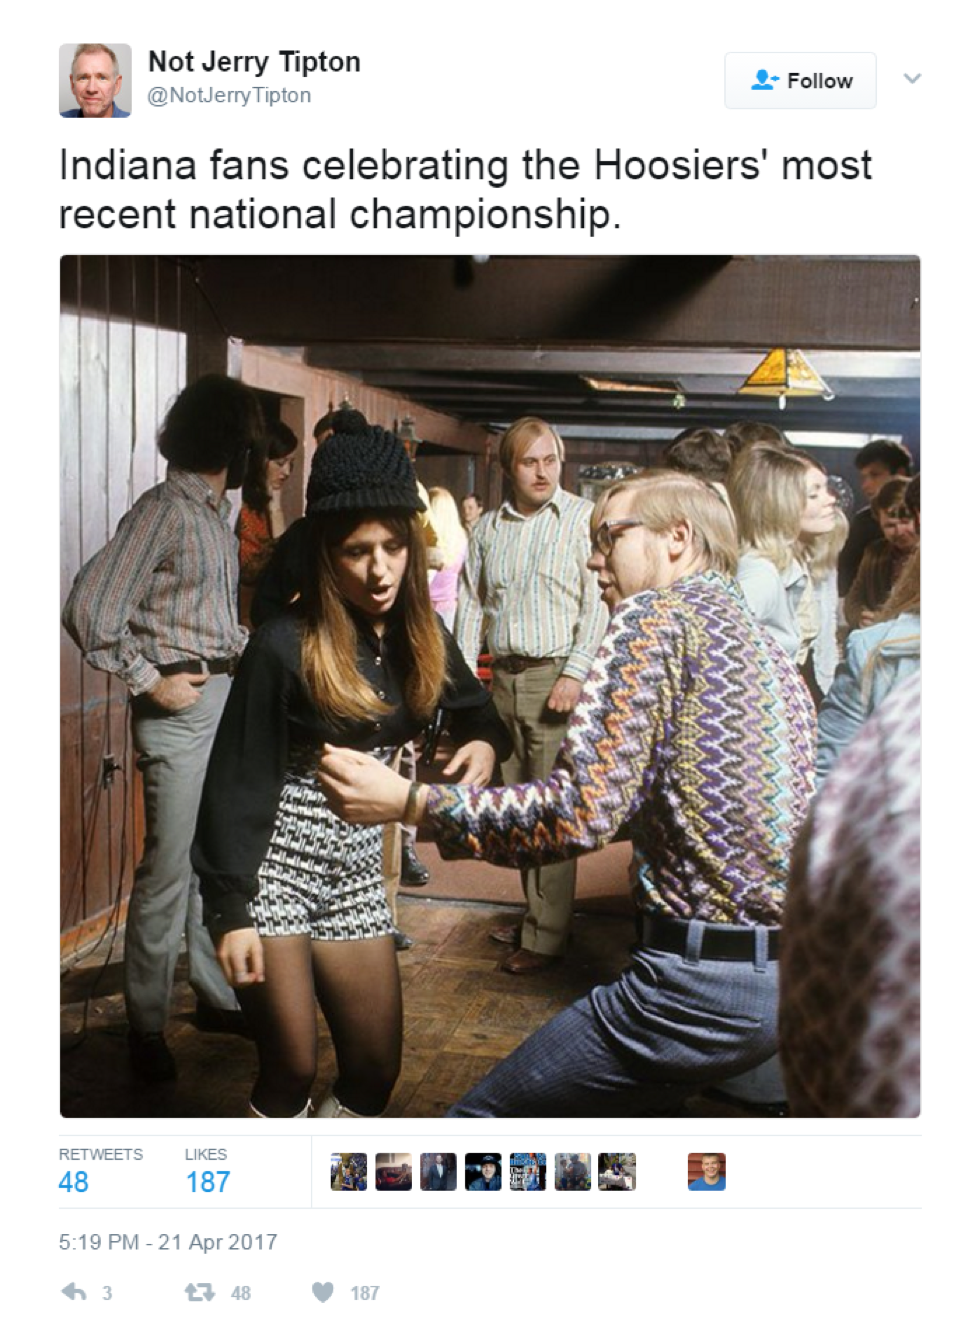 Not Jerry Tipton
@NotJerryTipton
Follow
Indiana fans celebrating the Hoosiers' most
recent national championship.
RETWEETS
48
LIKES
187
5:19 PM - 21 Apr 2017
3
48
187